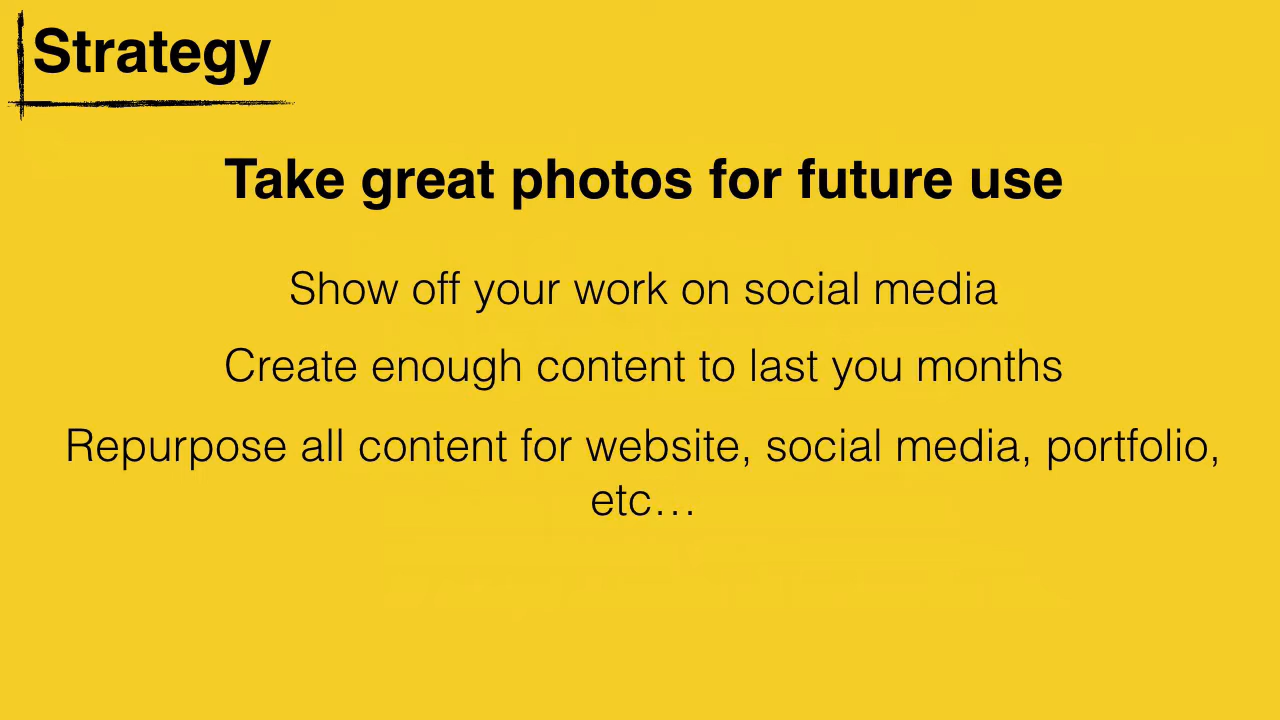 Strategy
Take great photos for future use
Show off your work on social media
Create enough content to last you months
Repurpose all content for website, social media, portfolio,
etc…